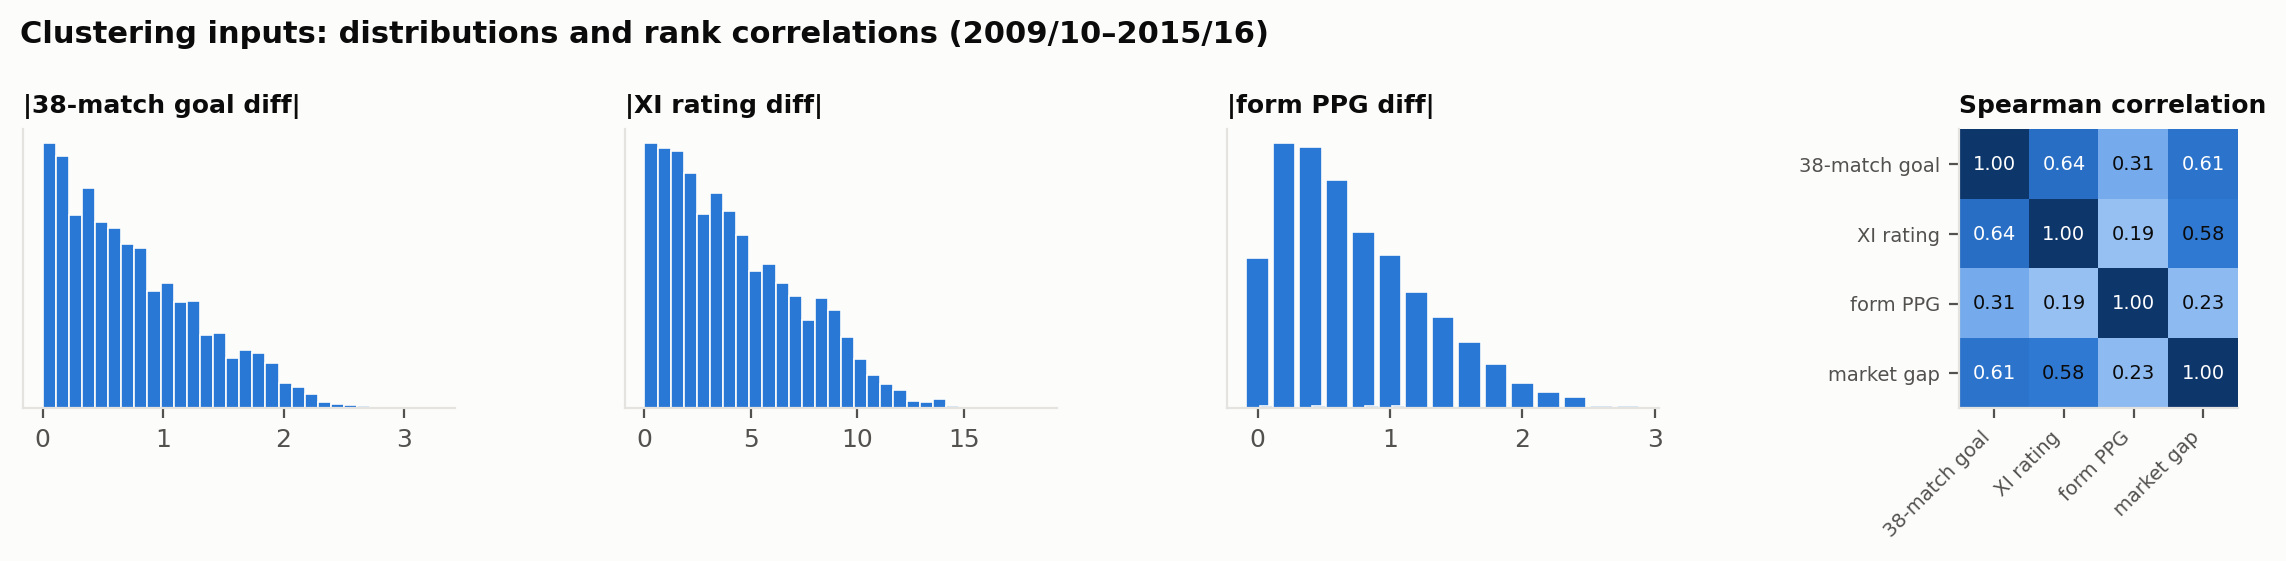 Clustering inputs: distributions and rank correlations (2009/10–2015/16)
|38-match goal diff|
0 1 2 3
|XI rating diff|
0 5 10 15
|form PPG diff|
0 1 2 3
Spearman correlation
38-match goal 1.00 0.64 0.31 0.61
XI rating 0.64 1.00 0.19 0.58
form PPG 0.31 0.19 1.00 0.23
market gap 0.61 0.58 0.23 1.00
38-match goal
XI rating
form PPG
market gap